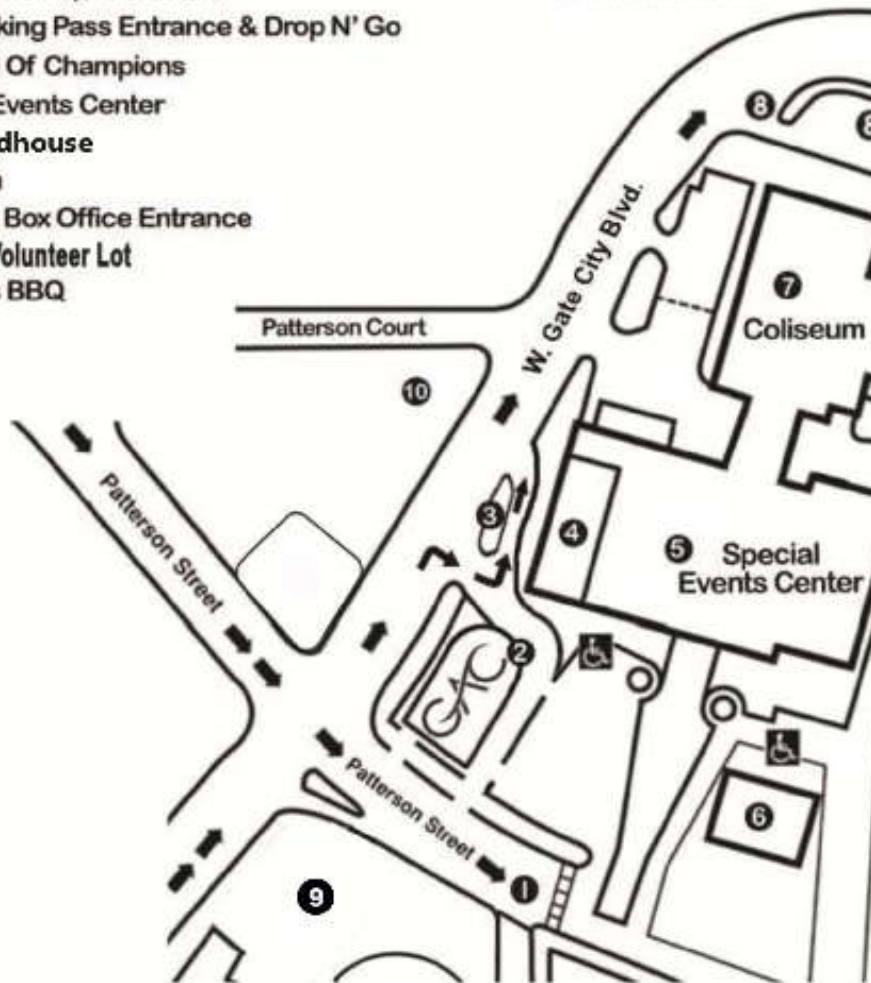 king Pass Entrance & Drop N' Go
Of Champions
Events Center
dhouse
Box Office Entrance
Volunteer Lot
BBQ
8
8
W. Gate City Blvd.
7
Coliseum
Patterson Court
10
Patterson Street
3
4
5
Special
Events Center
2
GAC
Patterson Street
6
1
9